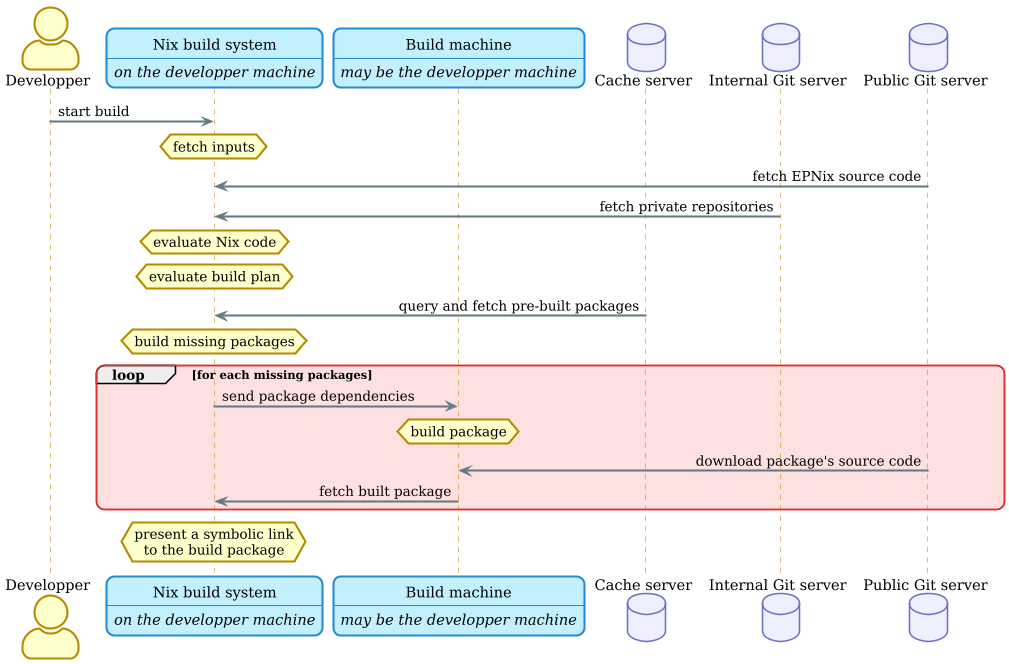 Developper
Nix build system
on the developper machine
Build machine
may be the developper machine
Cache server
Internal Git server
Public Git server
start build
fetch inputs
fetch EPNix source code
fetch private repositories
evaluate Nix code
evaluate build plan
query and fetch pre-built packages
build missing packages
loop
[for each missing packages]
send package dependencies
build package
download package's source code
fetch built package
present a symbolic link
to the build package
Developper
Nix build system
on the developper machine
Build machine
may be the developper machine
Cache server
Internal Git server
Public Git server